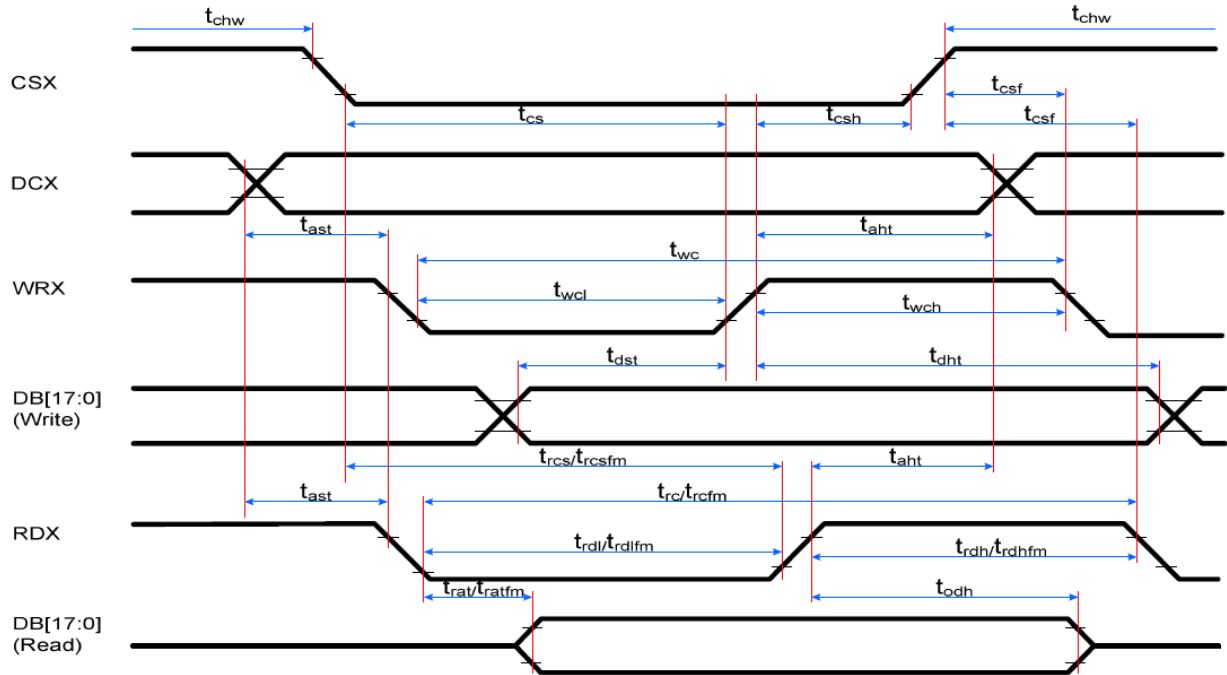 tchw
tchw
CSX
tcsf
tcs
tcsh
tcsf
DCX
tast
taht
twc
WRX
twcl
twch
tdst
tdht
DB[17:0]
(Write)
trcs/trcsfm
taht
tast
trc/trcfm
RDX
trdl/trdlfm
trdh/trdhfm
trat/tratfm
todh
DB[17:0]
(Read)